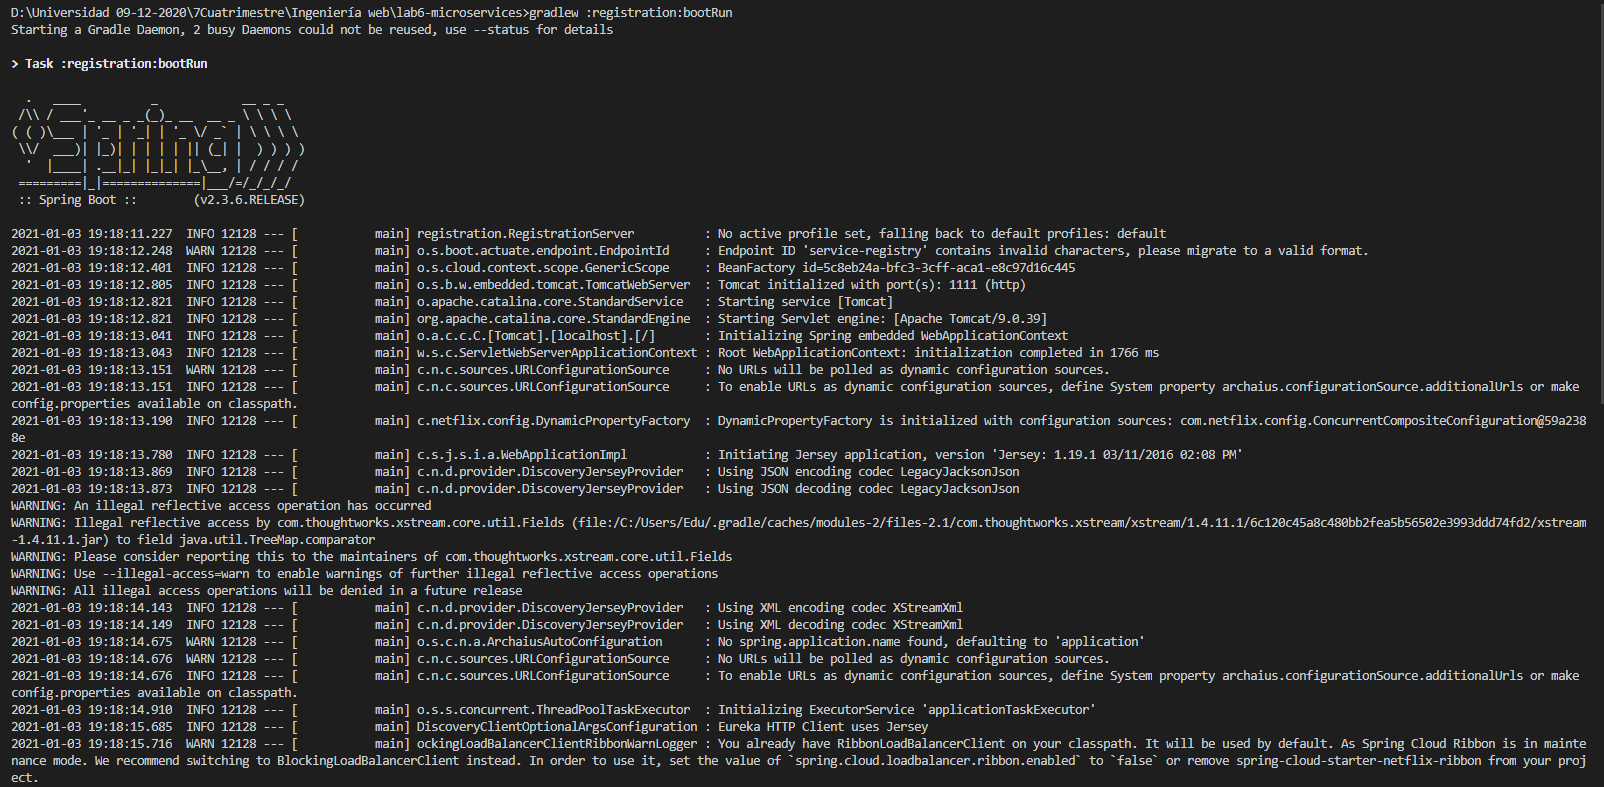 D:\Universidad 09-12-2020\7Cuatrimestre\Ingeniería web\lab6-microservices>gradlew :registration:bootRun
Starting a Gradle Daemon, 2 busy Daemons could not be reused, use --status for details
> Task :registration:bootRun
  .   ____          _            __ _ _
 /\\ / ___'_ __ _ _(_)_ __  __ _ \ \ \ \
( ( )\___ | '_ | '_| | '_ \/ _` | \ \ \ \
 \\/  ___)| |_)| | | | | || (_| |  ) ) ) )
  '  |____| .__|_| |_|_| |_\__, | / / / /
 =========|_|==============|___/=/_/_/_/
 :: Spring Boot ::        (v2.3.6.RELEASE)
2021-01-03 19:18:11.227  INFO 12128 --- [           main] registration.RegistrationServer          : No active profile set, falling back to default profiles: default
2021-01-03 19:18:12.248  WARN 12128 --- [           main] o.s.boot.actuate.endpoint.EndpointId     : Endpoint ID 'service-registry' contains invalid characters, please migrate to a valid format.
2021-01-03 19:18:12.401  INFO 12128 --- [           main] o.s.cloud.context.scope.GenericScope     : BeanFactory id=5c8eb24a-bfc3-3cff-aca1-e8c97d16c445
2021-01-03 19:18:12.805  INFO 12128 --- [           main] o.s.b.w.embedded.tomcat.TomcatWebServer  : Tomcat initialized with port(s): 1111 (http)
2021-01-03 19:18:12.821  INFO 12128 --- [           main] o.apache.catalina.core.StandardService   : Starting service [Tomcat]
2021-01-03 19:18:12.821  INFO 12128 --- [           main] org.apache.catalina.core.StandardEngine  : Starting Servlet engine: [Apache Tomcat/9.0.39]
2021-01-03 19:18:13.041  INFO 12128 --- [           main] o.a.c.c.C.[Tomcat].[localhost].[/]       : Initializing Spring embedded WebApplicationContext
2021-01-03 19:18:13.043  INFO 12128 --- [           main] w.s.c.ServletWebServerApplicationContext : Root WebApplicationContext: initialization completed in 1766 ms
2021-01-03 19:18:13.151  WARN 12128 --- [           main] c.n.c.sources.URLConfigurationSource     : No URLs will be polled as dynamic configuration sources.
2021-01-03 19:18:13.151  INFO 12128 --- [           main] c.n.c.sources.URLConfigurationSource     : To enable URLs as dynamic configuration sources, define System property archaius.configurationSource.additionalUrls or make
config.properties available on classpath.
2021-01-03 19:18:13.190  INFO 12128 --- [           main] c.netflix.config.DynamicPropertyFactory  : DynamicPropertyFactory is initialized with configuration sources: com.netflix.config.ConcurrentCompositeConfiguration@59a238
8e
2021-01-03 19:18:13.780  INFO 12128 --- [           main] c.s.j.s.i.a.WebApplicationImpl           : Initiating Jersey application, version 'Jersey: 1.19.1 03/11/2016 02:08 PM'
2021-01-03 19:18:13.869  INFO 12128 --- [           main] c.n.d.provider.DiscoveryJerseyProvider   : Using JSON encoding codec LegacyJacksonJson
2021-01-03 19:18:13.873  INFO 12128 --- [           main] c.n.d.provider.DiscoveryJerseyProvider   : Using JSON decoding codec LegacyJacksonJson
WARNING: An illegal reflective access operation has occurred
WARNING: Illegal reflective access by com.thoughtworks.xstream.core.util.Fields (file:/C:/Users/Edu/.gradle/caches/modules-2/files-2.1/com.thoughtworks.xstream/xstream/1.4.11.1/6c120c45a8c480bb2fea5b56502e3993ddd74fd2/xstream
-1.4.11.1.jar) to field java.util.TreeMap.comparator
WARNING: Please consider reporting this to the maintainers of com.thoughtworks.xstream.core.util.Fields
WARNING: Use --illegal-access=warn to enable warnings of further illegal reflective access operations
WARNING: All illegal access operations will be denied in a future release
2021-01-03 19:18:14.143  INFO 12128 --- [           main] c.n.d.provider.DiscoveryJerseyProvider   : Using XML encoding codec XStreamXml
2021-01-03 19:18:14.149  INFO 12128 --- [           main] c.n.d.provider.DiscoveryJerseyProvider   : Using XML decoding codec XStreamXml
2021-01-03 19:18:14.675  WARN 12128 --- [           main] o.s.c.n.a.ArchaiusAutoConfiguration      : No spring.application.name found, defaulting to 'application'
2021-01-03 19:18:14.676  WARN 12128 --- [           main] c.n.c.sources.URLConfigurationSource     : No URLs will be polled as dynamic configuration sources.
2021-01-03 19:18:14.676  INFO 12128 --- [           main] c.n.c.sources.URLConfigurationSource     : To enable URLs as dynamic configuration sources, define System property archaius.configurationSource.additionalUrls or make
config.properties available on classpath.
2021-01-03 19:18:14.910  INFO 12128 --- [           main] o.s.s.concurrent.ThreadPoolTaskExecutor  : Initializing ExecutorService 'applicationTaskExecutor'
2021-01-03 19:18:15.685  INFO 12128 --- [           main] DiscoveryClientOptionalArgsConfiguration : Eureka HTTP Client uses Jersey
2021-01-03 19:18:15.716  WARN 12128 --- [           main] ockingLoadBalancerClientRibbonWarnLogger : You already have RibbonLoadBalancerClient on your classpath. It will be used by default. As Spring Cloud Ribbon is in mainte
nance mode. We recommend switching to BlockingLoadBalancerClient instead. In order to use it, set the value of `spring.cloud.loadbalancer.ribbon.enabled` to `false` or remove spring-cloud-starter-netflix-ribbon from your proj
ect.